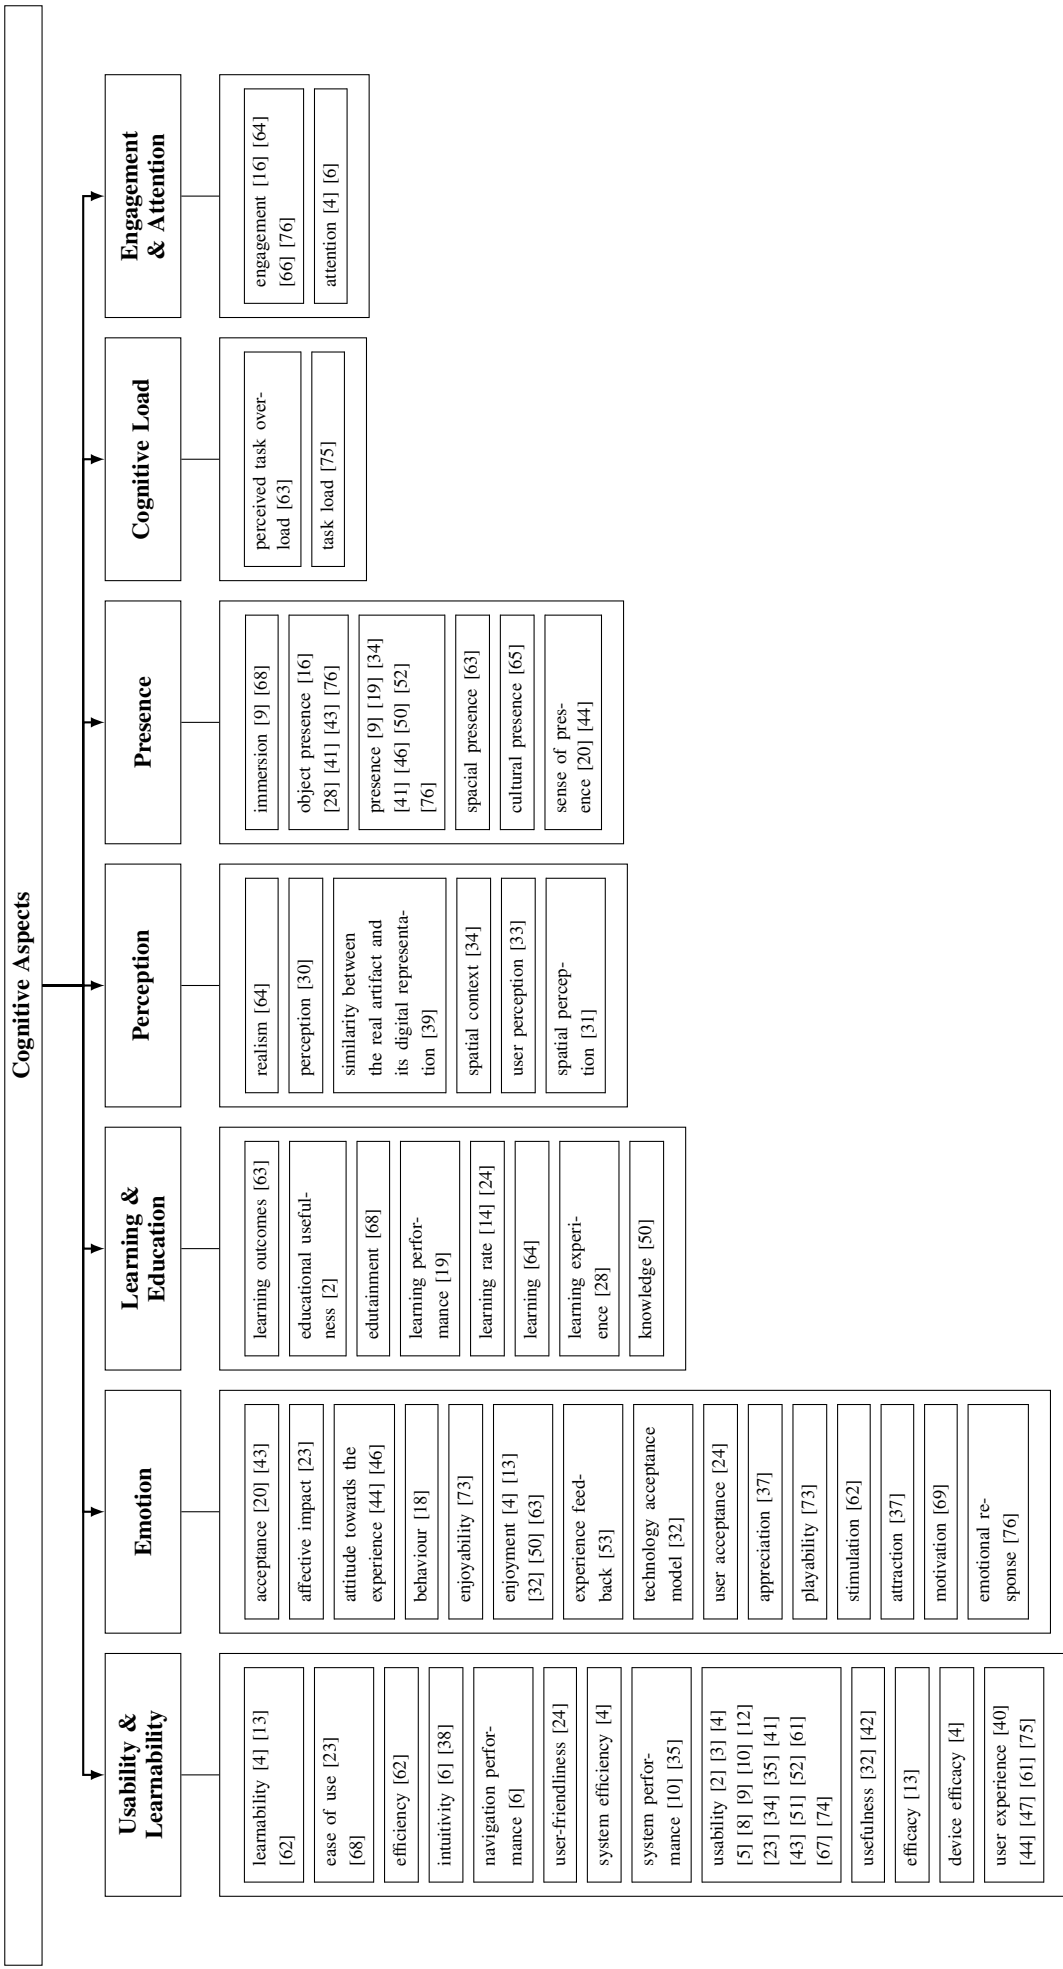 Cognitive Aspects
Usability &
Learnability
learnability [4] [13]
[62]
ease of use [23]
[68]
efficiency [62]
intuitivity [6] [38]
navigation perfor-
mance [6]
user-friendliness [24]
system efficiency [4]
system perfor-
mance [10] [35]
usability [2] [3] [4]
[5] [8] [9] [10] [12]
[23] [34] [35] [41]
[43] [51] [52] [61]
[67] [74]
usefulness [32] [42]
efficacy [13]
device efficacy [4]
user experience [40]
[44] [47] [61] [75]
Emotion
acceptance [20] [43]
affective impact [23]
attitude towards the
experience [44] [46]
behaviour [18]
enjoyability [73]
enjoyment [4] [13]
[32] [50] [63]
experience feed-
back [53]
technology acceptance
model [32]
user acceptance [24]
appreciation [37]
playability [73]
stimulation [62]
attraction [37]
motivation [69]
emotional re-
sponse [76]
Learning &
Education
learning outcomes [63]
educational useful-
ness [2]
edutainment [68]
learning perfor-
mance [19]
learning rate [14] [24]
learning [64]
learning experi-
ence [28]
knowledge [50]
Perception
realism [64]
perception [30]
similarity between
the real artifact and
its digital representa-
tion [39]
spatial context [34]
user perception [33]
spatial percep-
tion [31]
Presence
immersion [9] [68]
object presence [16]
[28] [41] [43] [76]
presence [9] [19] [34]
[41] [46] [50] [52]
[76]
spacial presence [63]
cultural presence [65]
sense of pres-
ence [20] [44]
Cognitive Load
perceived task over-
load [63]
task load [75]
Engagement
& Attention
engagement [16] [64]
[66] [76]
attention [4] [6]